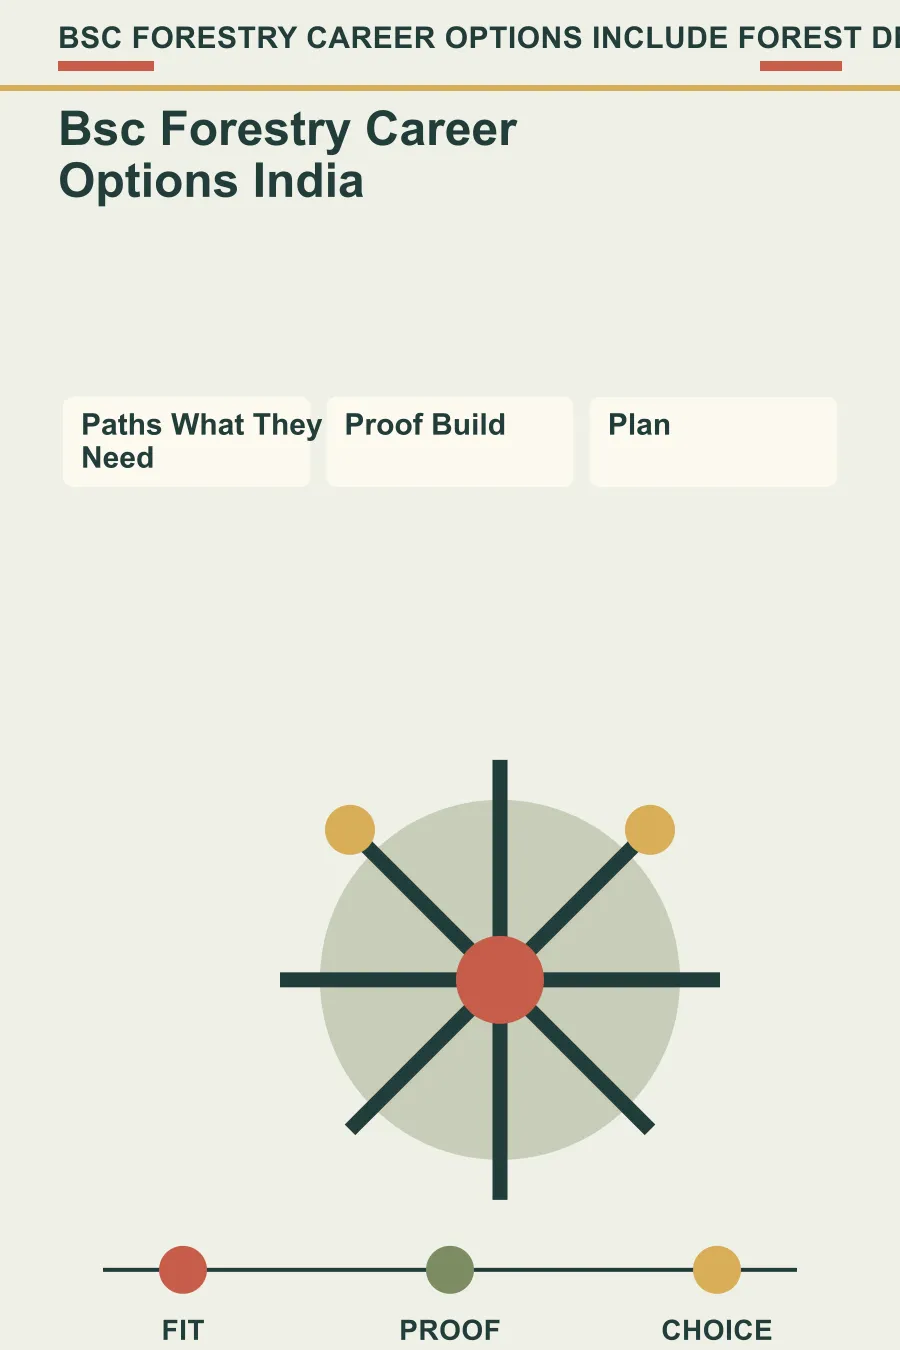 BSC FORESTRY CAREER OPTIONS INCLUDE FOREST
Bsc Forestry Career
Options India
Paths What They
Need
Proof Build
Plan
FIT
PROOF
CHOICE